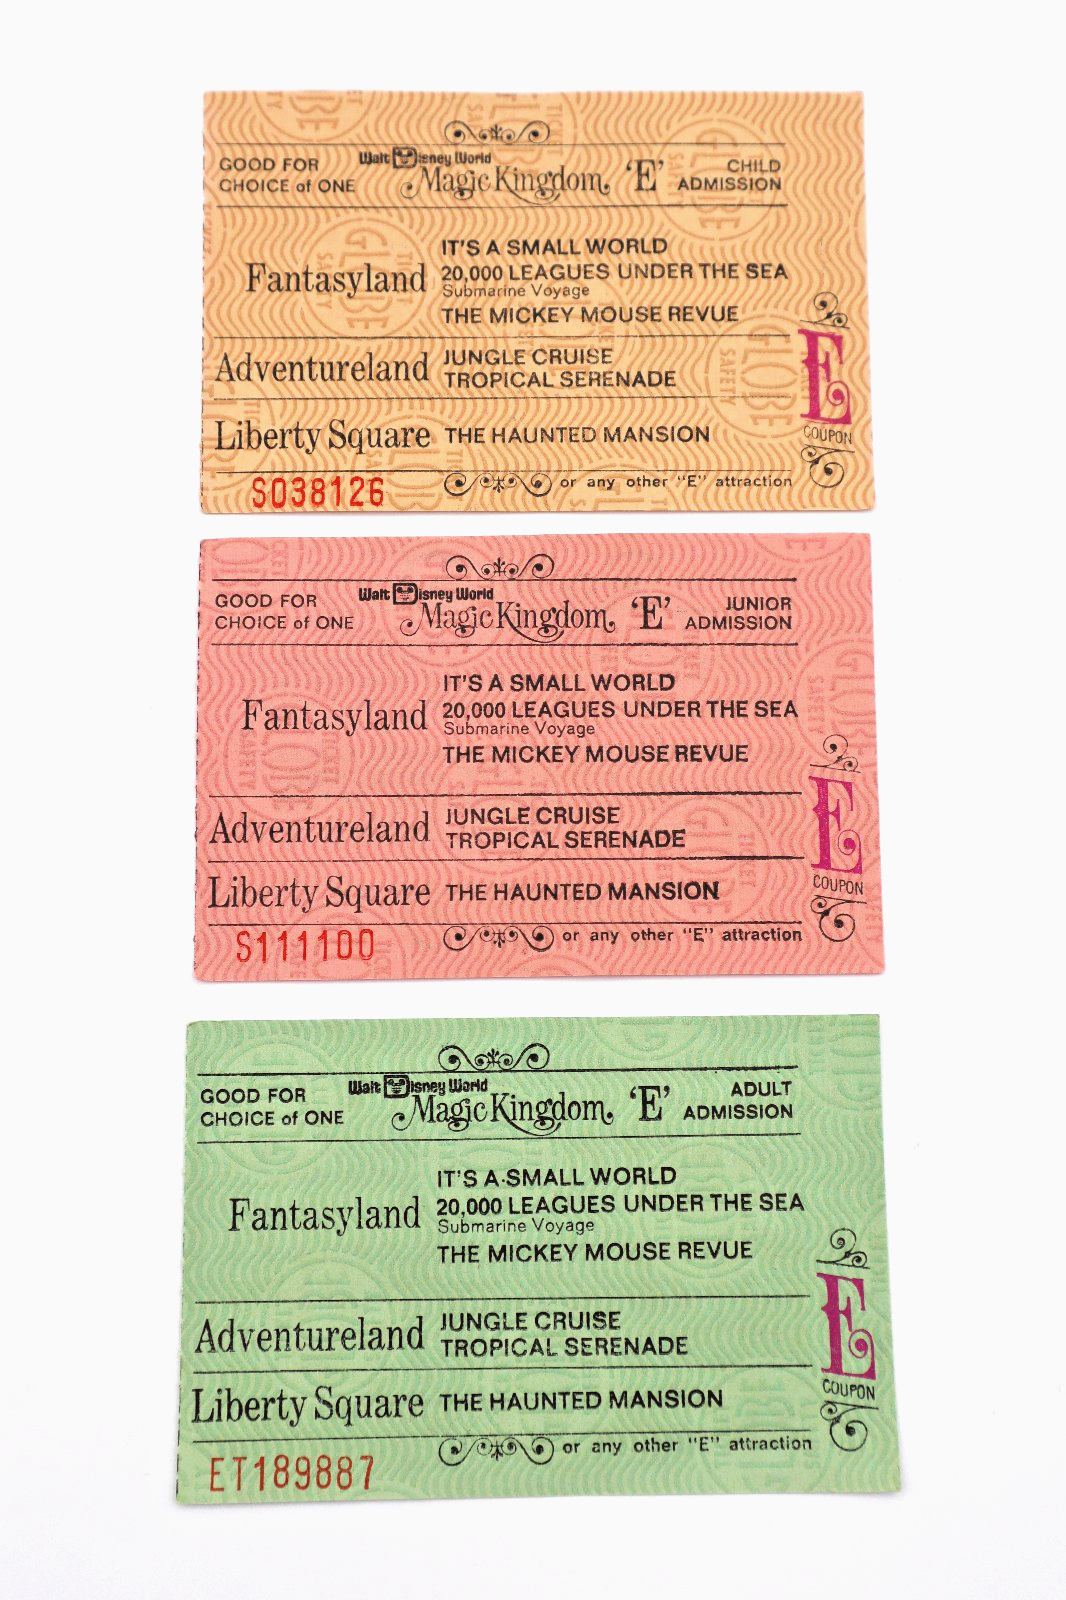 GOOD FOR CHOICE of ONE
Walt Disney World
Magic Kingdom 'E'
CHILD ADMISSION
Fantasyland
IT'S A SMALL WORLD
20,000 LEAGUES UNDER THE SEA
Submarine Voyage
THE MICKEY MOUSE REVUE
Adventureland
JUNGLE CRUISE
TROPICAL SERENADE
Liberty Square THE HAUNTED MANSION
S038126
or any other "E" attraction
E
COUPON
GOOD FOR CHOICE of ONE
Walt Disney World
Magic Kingdom 'E'
JUNIOR ADMISSION
Fantasyland
IT'S A SMALL WORLD
20,000 LEAGUES UNDER THE SEA
Submarine Voyage
THE MICKEY MOUSE REVUE
Adventureland
JUNGLE CRUISE
TROPICAL SERENADE
Liberty Square THE HAUNTED MANSION
S111100
or any other "E" attraction
E
COUPON
GOOD FOR CHOICE of ONE
Walt Disney World
Magic Kingdom 'E'
ADULT ADMISSION
Fantasyland
IT'S A SMALL WORLD
20,000 LEAGUES UNDER THE SEA
Submarine Voyage
THE MICKEY MOUSE REVUE
Adventureland
JUNGLE CRUISE
TROPICAL SERENADE
Liberty Square THE HAUNTED MANSION
ET189887
or any other "E" attraction
E
COUPON